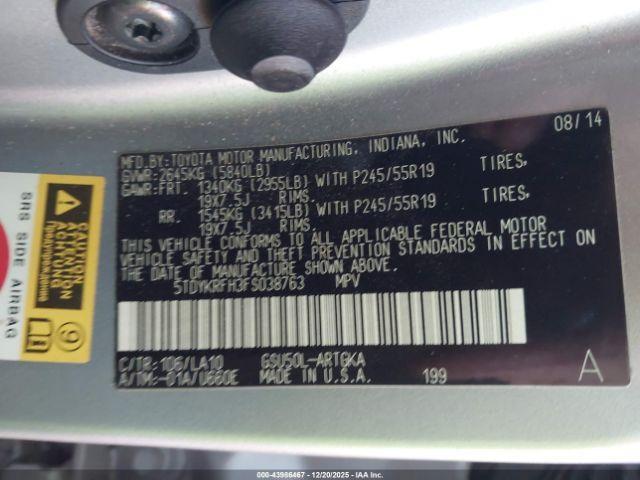 MFD.BY:TOYOTA MOTOR MANUFACTURING, INDIANA, INC. 08/14
GVWR:2645KG (5840LB)
GAWR:FRT. 1340KG (2955LB) WITH P245/55R19 TIRES,
19X7.5J RIMS.
RR. 1545KG (3415LB) WITH P245/55R19 TIRES,
19X7.5J RIMS.
THIS VEHICLE CONFORMS TO ALL APPLICABLE FEDERAL MOTOR
VEHICLE SAFETY AND THEFT PREVENTION STANDARDS IN EFFECT ON
THE DATE OF MANUFACTURE SHOWN ABOVE.
5TDYKRFH3FS038763 MPV
C/TR:106/LA10 GSU50L-ARTGKA A
A/TM:-01A/U660E MADE IN U.S.A. 199
SRS SIDE AIRBAG
CAUTION
000-43986467 - 12/20/2025 - IAAI.COM